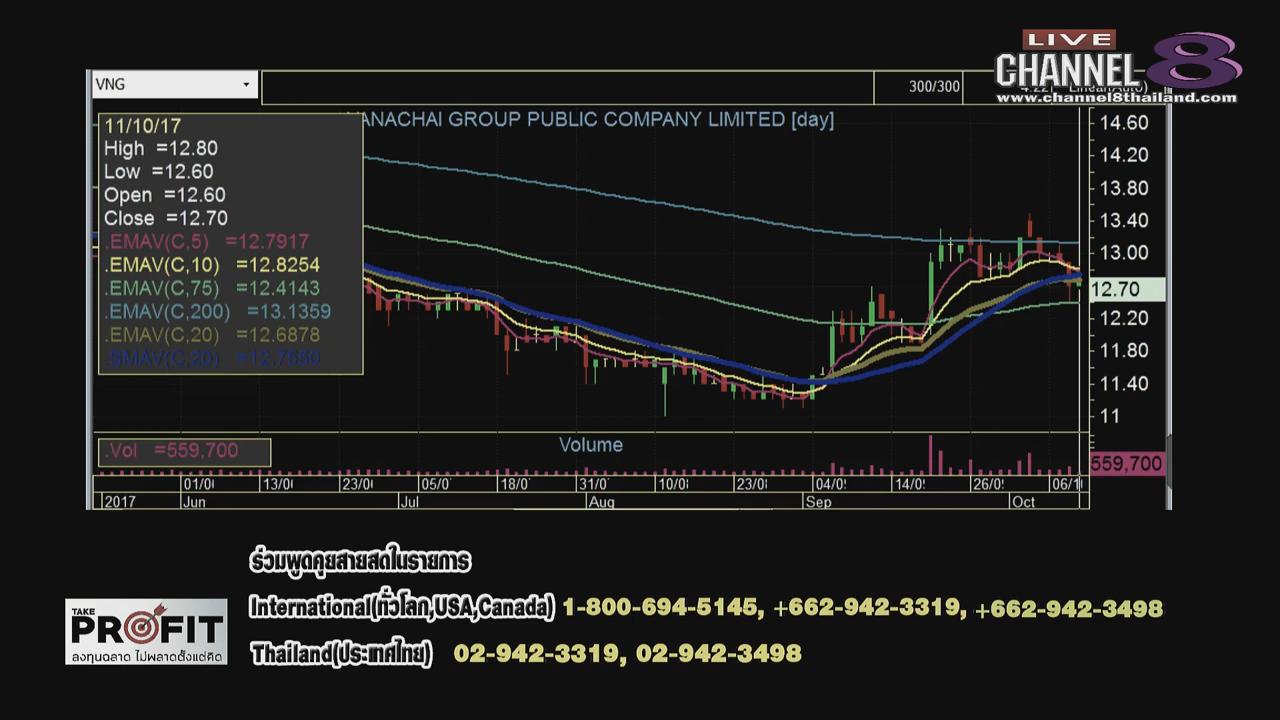 LIVE
CHANNEL 8
www.channel8thailand.com
VNG
300/300
VANACHAI GROUP PUBLIC COMPANY LIMITED [day]
11/10/17
High =12.80
Low =12.60
Open =12.60
Close =12.70
.EMAV(C,5) =12.7917
.EMAV(C,10) =12.8254
.EMAV(C,75) =12.4143
.EMAV(C,200) =13.1359
.EMAV(C,20) =12.6878
.SMAV(C,20) =12.7550
14.60
14.20
13.80
13.40
13.00
12.70
12.20
11.80
11.40
11
Volume
.Vol =559,700
559,700
01/0 13/0 23/0 05/0 18/0 31/0 10/0 23/0 04/0 14/0 26/0 06/1
2017 Jun Jul Aug Sep Oct
ร่วมพูดคุยสายสดในรายการ
International(ทั่วโลก,USA,Canada) 1-800-694-5145, +662-942-3319, +662-942-3498
Thailand(ประเทศไทย) 02-942-3319, 02-942-3498
TAKE
PROFIT
ลงทุนฉลาด ไม่พลาดตั้งแต่คิด